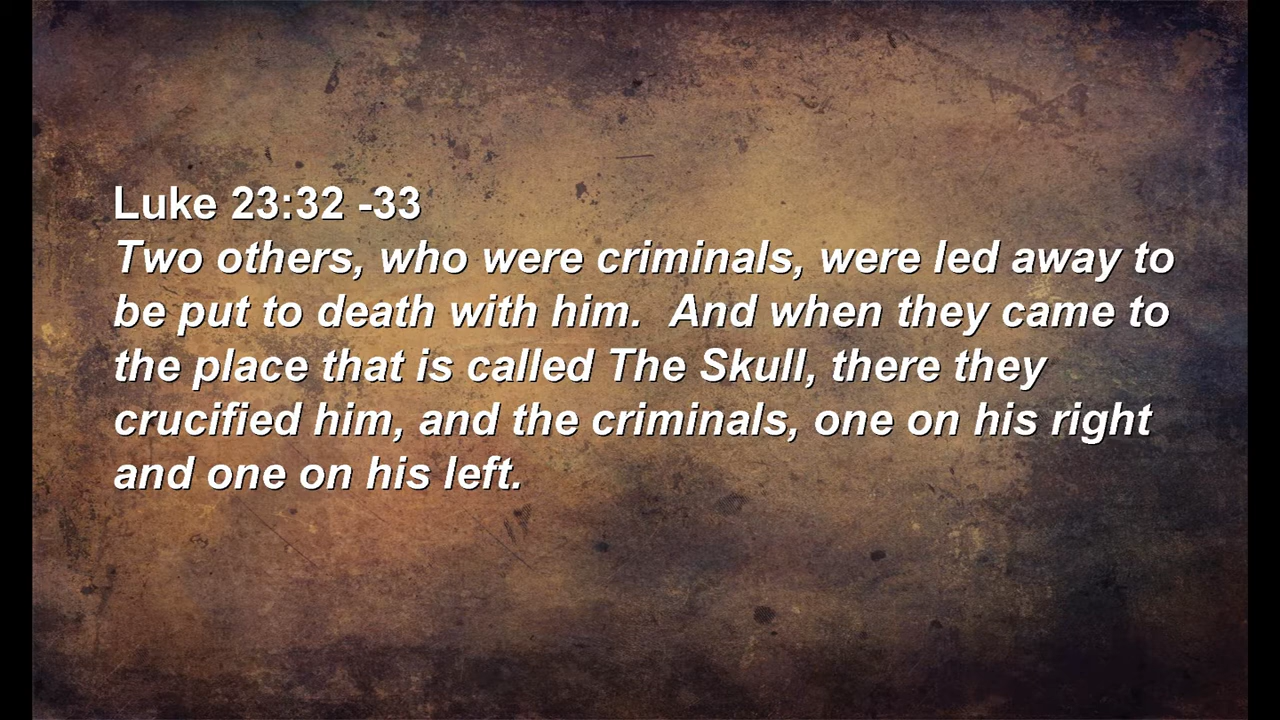 Luke 23:32 -33
Two others, who were criminals, were led away to
be put to death with him.  And when they came to
the place that is called The Skull, there they
crucified him, and the criminals, one on his right
and one on his left.